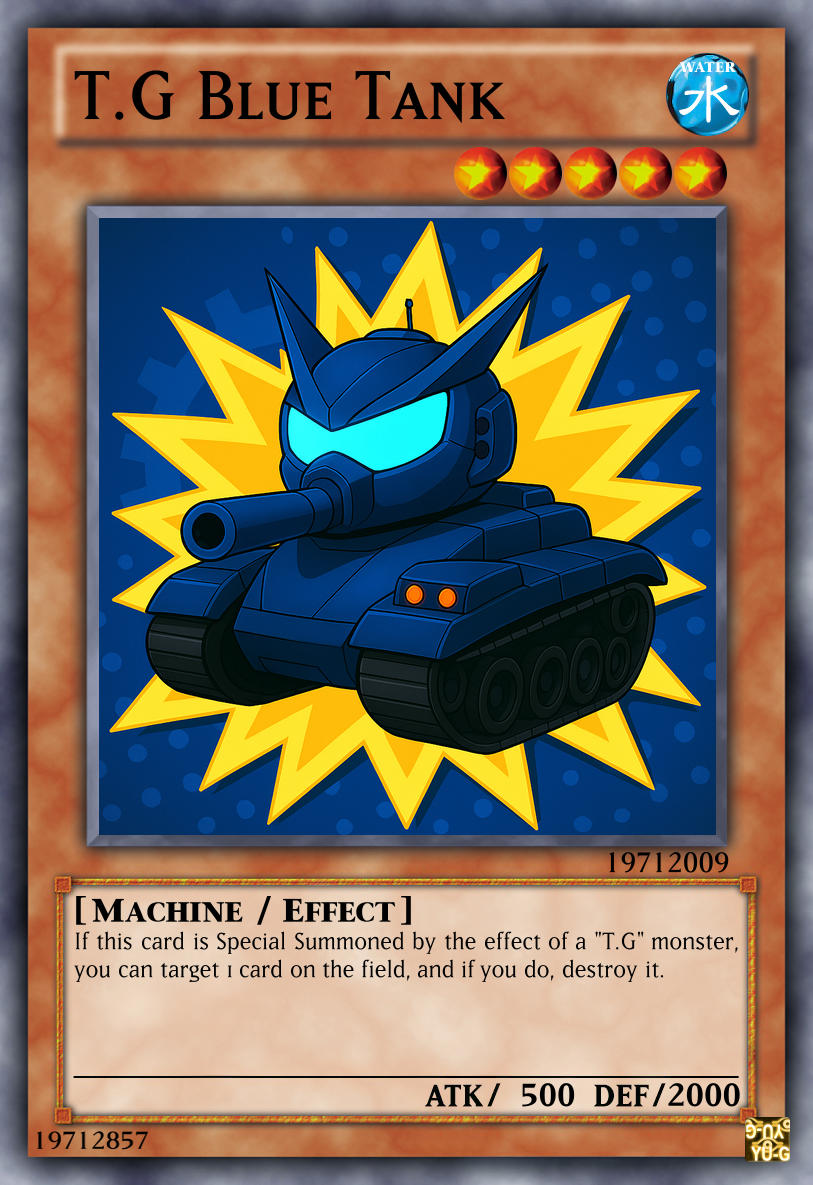 T.G Blue Tank
WATER
水
19712009
[ Machine / Effect ]
If this card is Special Summoned by the effect of a "T.G" monster,
you can target 1 card on the field, and if you do, destroy it.
ATK/ 500 DEF/2000
19712857
YU-G